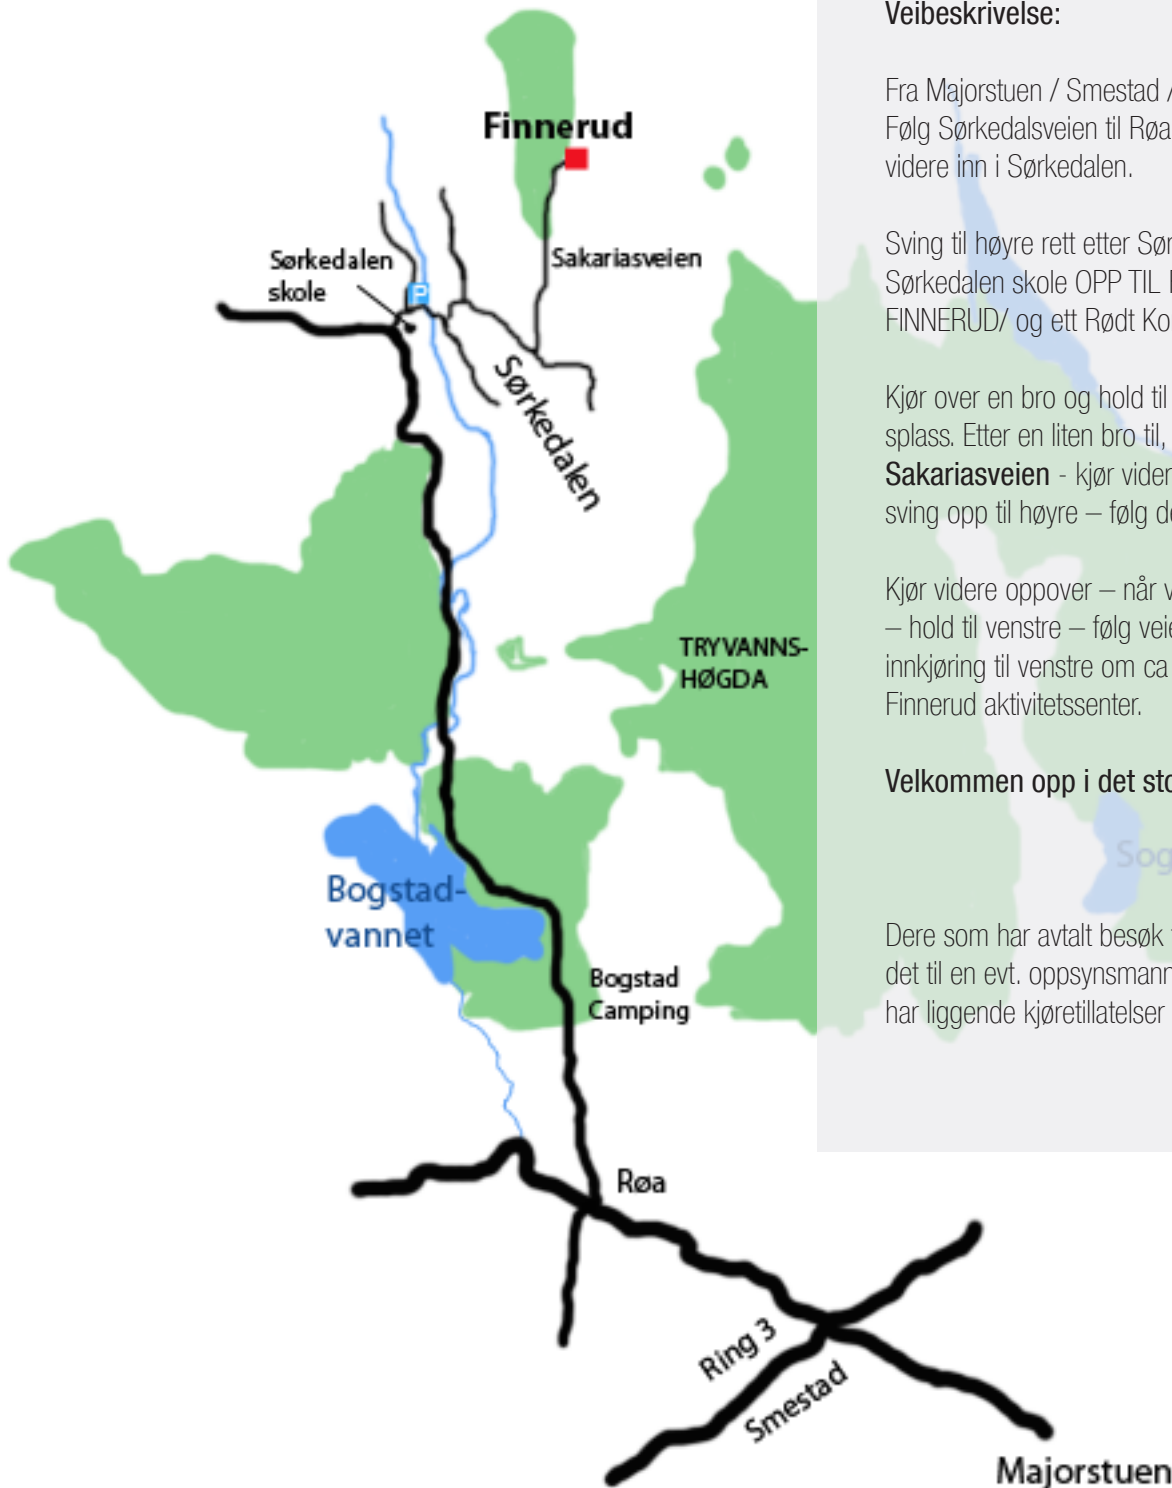 Finnerud
Sørkedalen
skole
P
Sakariasveien
Sørkedalen
TRYVANNS-
HØGDA
Bogstad-
vannet
Bogstad
Camping
Røa
Ring 3
Smestad
Majorstuen
Veibeskrivelse:
Fra Majorstuen / Smestad /
Følg Sørkedalsveien til Røa
videre inn i Sørkedalen.
Sving til høyre rett etter Sør
Sørkedalen skole OPP TIL
FINNERUD/ og ett Rødt Ko
Kjør over en bro og hold til
splass. Etter en liten bro til,
Sakariasveien - kjør vider
sving opp til høyre – følg de
Kjør videre oppover – når v
– hold til venstre – følg veie
innkjøring til venstre om ca
Finnerud aktivitetssenter.
Velkommen opp i det sto
Sog
Dere som har avtalt besøk
det til en evt. oppsynsmann
har liggende kjøretillatelser